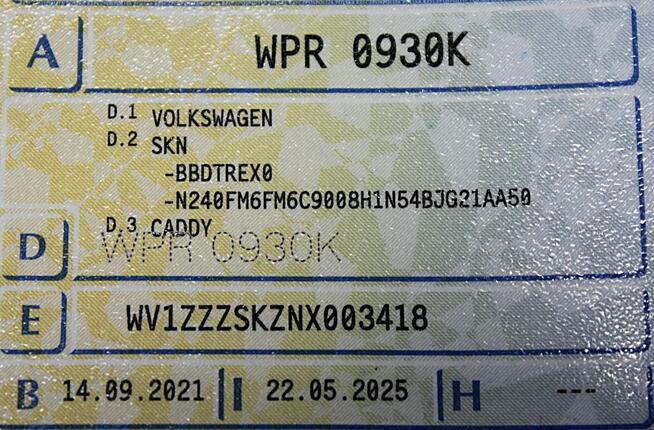 A WPR 0930K
D.1 VOLKSWAGEN
D.2 SKN
-BBDTREX0
-N240FM6FM6C9008H1N54BJG21AA50
D.3 CADDY
D WPR 0930K
E WV1ZZZSKZNX003418
B 14.09.2021 I 22.05.2025 H ---